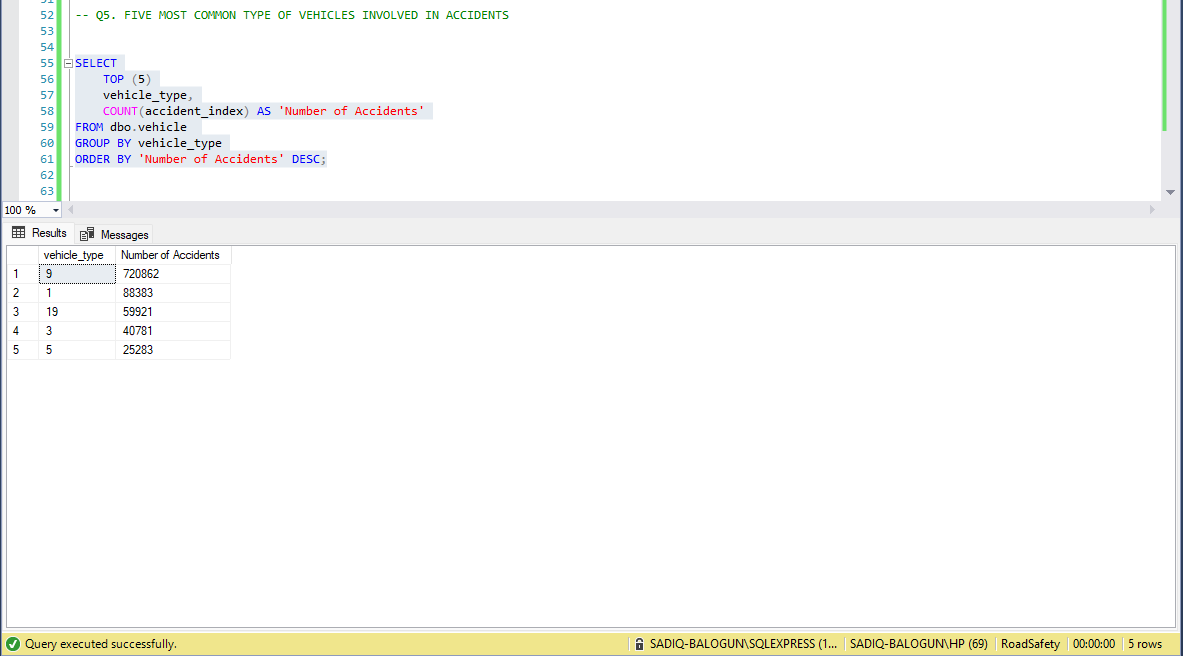 51
52 -- Q5. FIVE MOST COMMON TYPE OF VEHICLES INVOLVED IN ACCIDENTS
53
54
55 SELECT
56 TOP (5)
57 vehicle_type,
58 COUNT(accident_index) AS 'Number of Accidents'
59 FROM dbo.vehicle
60 GROUP BY vehicle_type
61 ORDER BY 'Number of Accidents' DESC;
62
63
100 %
Results Messages
vehicle_type Number of Accidents
1 9 720862
2 1 88383
3 19 59921
4 3 40781
5 5 25283
Query executed successfully. SADIQ-BALOGUN\SQLEXPRESS (1... SADIQ-BALOGUN\HP (69) RoadSafety 00:00:00 5 rows